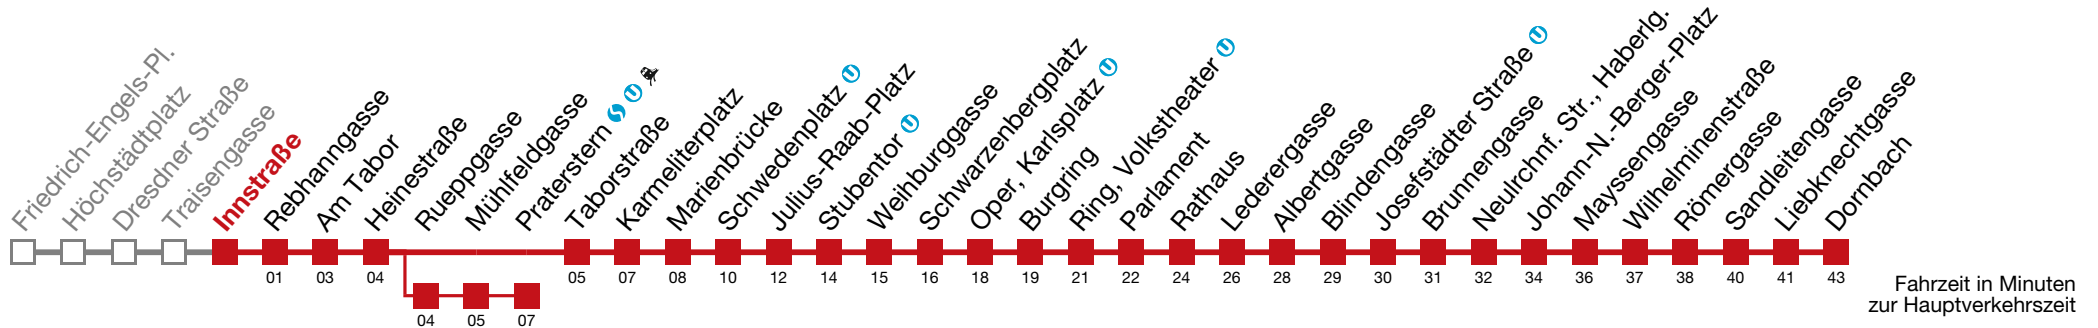 Friedrich-Engels-Pl.
Höchstädtplatz
Dresdner Straße
Traisengasse
Innstraße
Rebhanngasse
Am Tabor
Heinestraße
Rueppgasse
Mühlfeldgasse
Praterstern
Taborstraße
Karmeliterplatz
Marienbrücke
Schwedenplatz
Julius-Raab-Platz
Stubentor
Weihburggasse
Schwarzenbergplatz
Oper, Karlsplatz
Burgring
Ring, Volkstheater
Parlament
Rathaus
Lederergasse
Albertgasse
Blindengasse
Josefstädter Straße
Brunnengasse
Neulrchnf. Str., Haberlg.
Johann-N.-Berger-Platz
Mayssengasse
Wilhelminenstraße
Römergasse
Sandleitengasse
Liebknechtgasse
Dornbach
01 03 04 05 07 08 10 12 14 15 16 18 19 21 22 24 26 28 29 30 31 32 34 36 37 38 40 41 43
04 05 07
Fahrzeit in Minuten
zur Hauptverkehrszeit